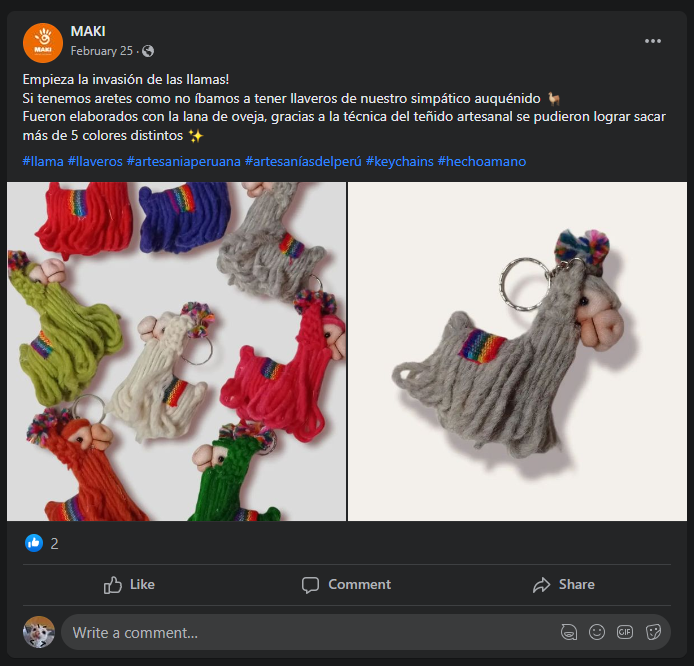 MAKI
MAKI
February 25 ·
Empieza la invasión de las llamas!
Si tenemos aretes como no íbamos a tener llaveros de nuestro simpático auquénido 🦙
Fueron elaborados con la lana de oveja, gracias a la técnica del teñido artesanal se pudieron lograr sacar
más de 5 colores distintos ✨
#llama #llaveros #artesaniaperuana #artesaníasdelperú #keychains #hechoamano
2
Like Comment Share
Write a comment...
GIF